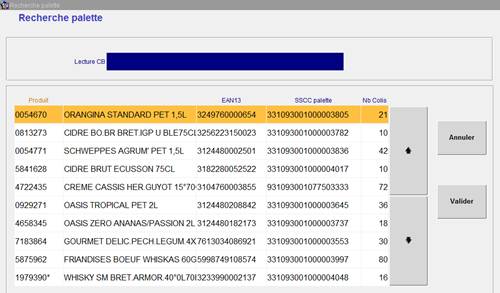 Recherche palette
Recherche palette
Lecture CB
Produit EAN13 SSCC palette Nb Colis
0054670 ORANGINA STANDARD PET 1,5L 3249760000654 331093001000003805 21
0813273 CIDRE BO.BR BRET.IGP U BLE75CL 3256223150023 331093001000003782 10
0054771 SCHWEPPES AGRUM' PET 1,5L 3124480002501 331093001000003836 42
5841628 CIDRE BRUT ECUSSON 75CL 3182280052522 331093001000004017 10
4722435 CREME CASSIS HER.GUYOT 15°70 3104760003855 931093001077503333 72
0929271 OASIS TROPICAL PET 2L 3124480208842 331093001000003645 36
4658345 OASIS ZERO ANANAS/PASSION 2L 3124480182173 331093001000003737 18
7183864 GOURMET DELIC.PECH LEGUM 4X 7613034086921 331093001000003553 30
5875962 FRIANDISES BOEUF WHISKAS 60G 5998749108574 331093001000003997 80
1979390* WHISKY SM BRET.ARMOR.40°0L70 3233990002137 331093001000004048 16
Annuler
Valider